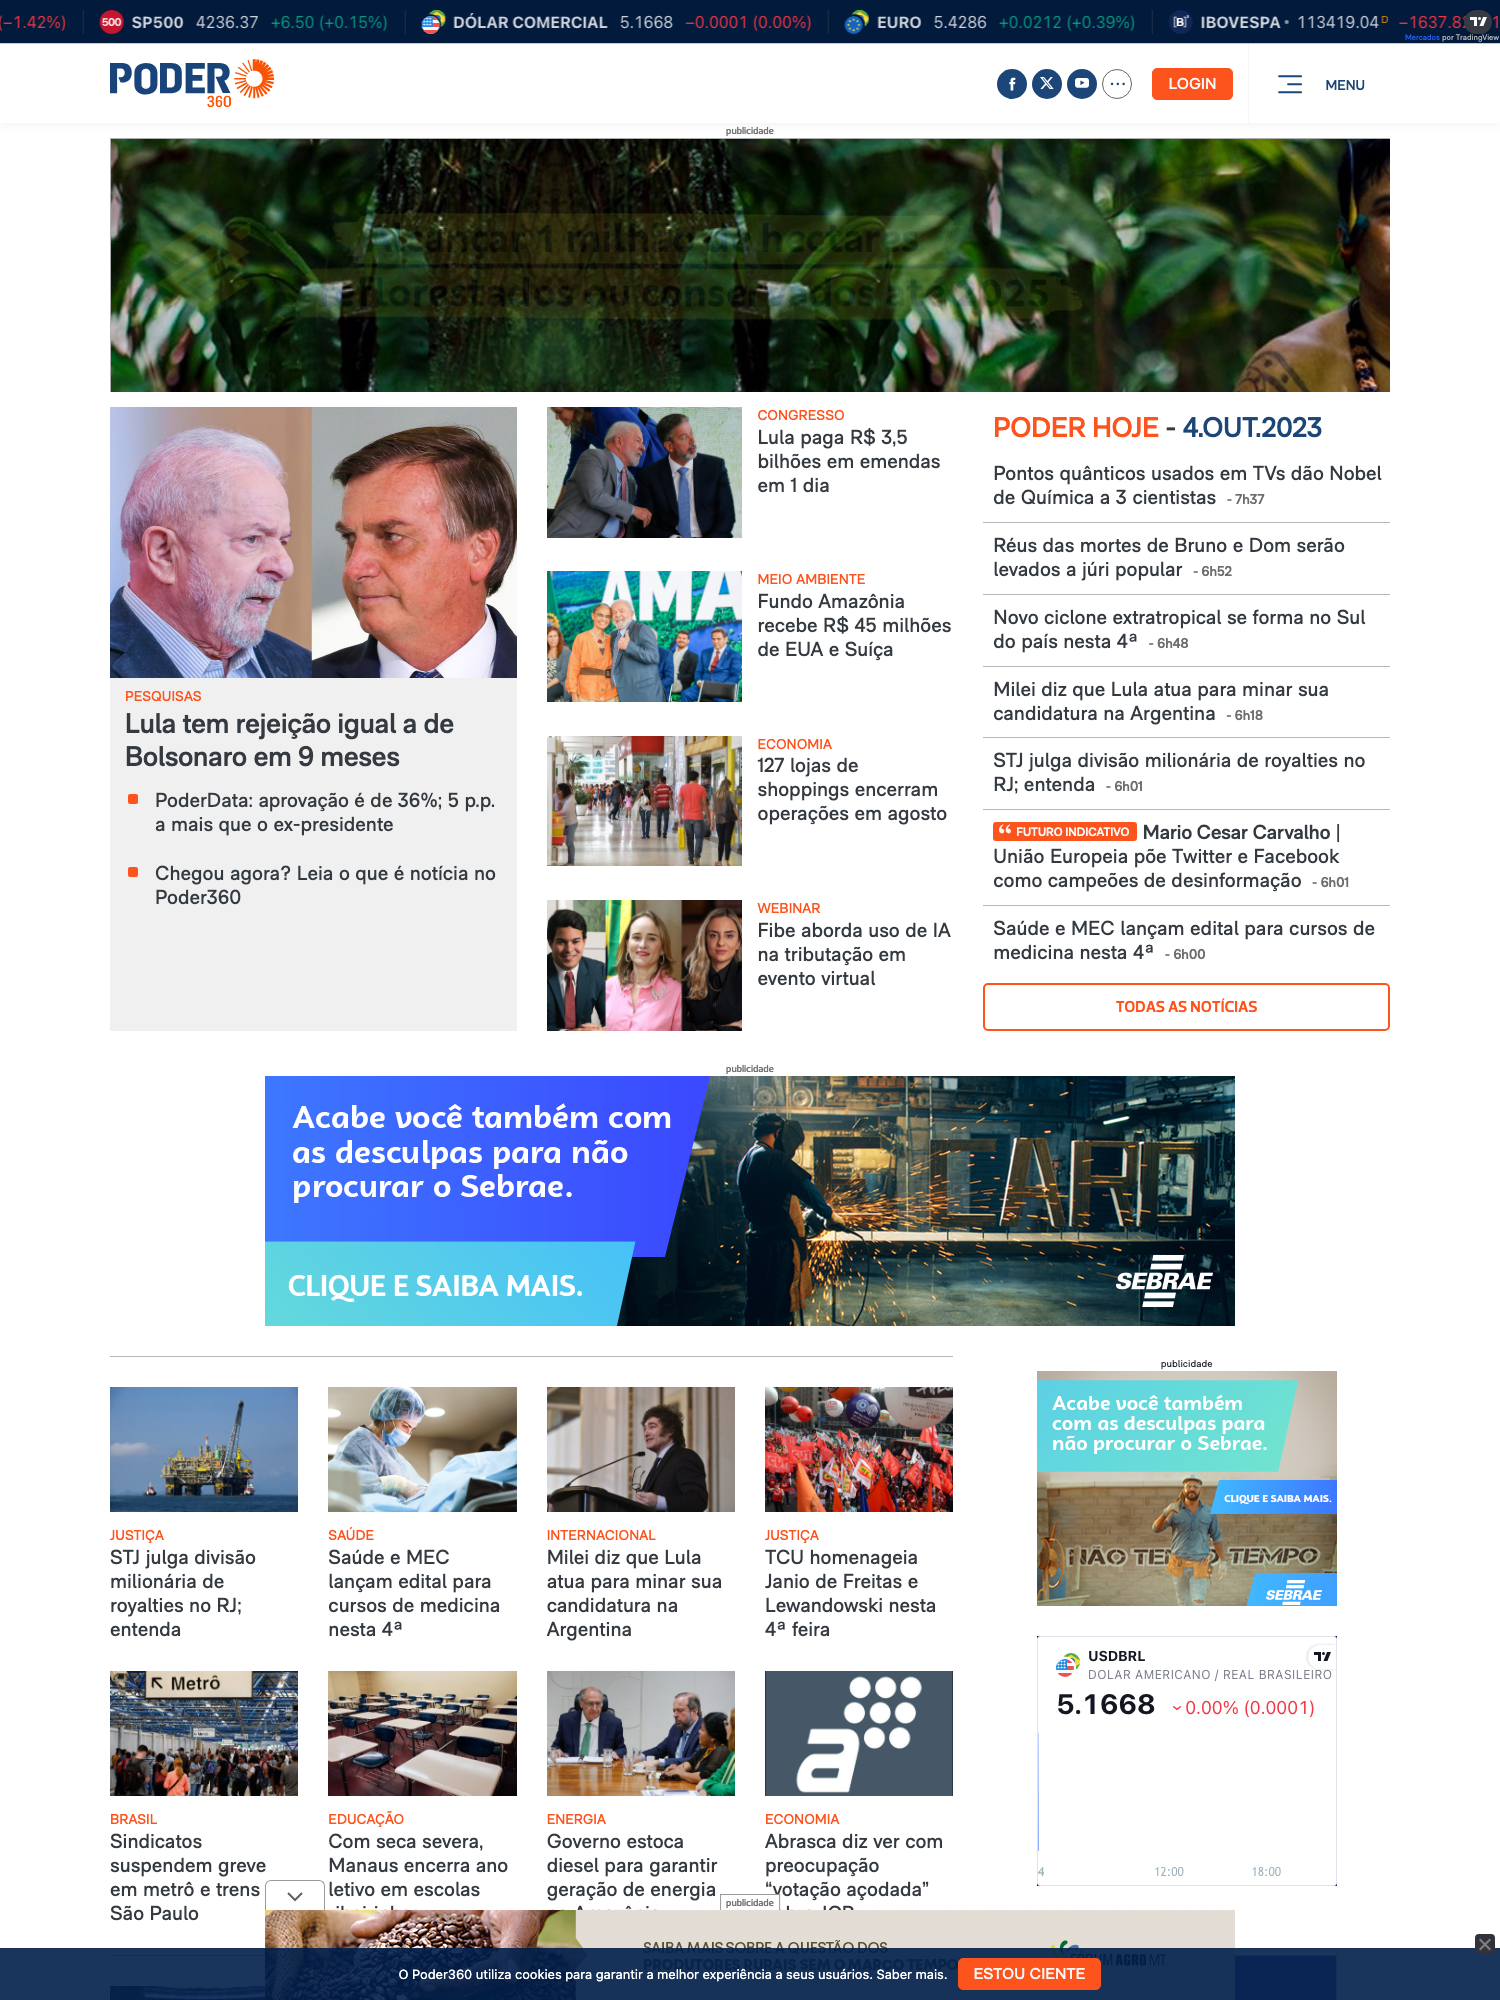 (−1.42%)
SP500 4236.37 +6.50 (+0.15%)
DÓLAR COMERCIAL 5.1668 −0.0001 (0.00%)
EURO 5.4286 +0.0212 (+0.39%)
IBOVESPA 113419.04 D
Mercados por TradingView
PODER
360
LOGIN
MENU
publicidade
1 milhão de hectares
ou conservados até 2025
PESQUISAS
Lula tem rejeição igual a de
Bolsonaro em 9 meses
PoderData: aprovação é de 36%; 5 p.p.
a mais que o ex-presidente
Chegou agora? Leia o que é notícia no
Poder360
CONGRESSO
Lula paga R$ 3,5
bilhões em emendas
em 1 dia
AMA
MEIO AMBIENTE
Fundo Amazônia
recebe R$ 45 milhões
de EUA e Suíça
ECONOMIA
127 lojas de
shoppings encerram
operações em agosto
WEBINAR
Fibe aborda uso de IA
na tributação em
evento virtual
PODER HOJE - 4.OUT.2023
Pontos quânticos usados em TVs dão Nobel
de Química a 3 cientistas - 7h37
Réus das mortes de Bruno e Dom serão
levados a júri popular - 6h52
Novo ciclone extratropical se forma no Sul
do país nesta 4ª - 6h48
Milei diz que Lula atua para minar sua
candidatura na Argentina - 6h18
STJ julga divisão milionária de royalties no
RJ; entenda - 6h01
FUTURO INDICATIVO Mario Cesar Carvalho |
União Europeia põe Twitter e Facebook
como campeões de desinformação - 6h01
Saúde e MEC lançam edital para cursos de
medicina nesta 4ª - 6h00
TODAS AS NOTÍCIAS
publicidade
Acabe você também com
as desculpas para não
procurar o Sebrae.
CLIQUE E SAIBA MAIS.
CARD
SEBRAE
JUSTIÇA
STJ julga divisão
milionária de
royalties no RJ;
entenda
SAÚDE
Saúde e MEC
lançam edital para
cursos de medicina
nesta 4ª
INTERNACIONAL
Milei diz que Lula
atua para minar sua
candidatura na
Argentina
JUSTIÇA
TCU homenageia
Janio de Freitas e
Lewandowski nesta
4ª feira
publicidade
Acabe você também
com as desculpas para
não procurar o Sebrae.
CLIQUE E SAIBA MAIS.
NÃO TENHO TEMPO
SEBRAE
USDBRL
DOLAR AMERICANO / REAL BRASILEIRO
5.1668 0.00% (0.0001)
4 12:00 18:00
Metrô
BRASIL
Sindicatos
suspendem greve
em metrô e trens
São Paulo
EDUCAÇÃO
Com seca severa,
Manaus encerra ano
letivo em escolas
ENERGIA
Governo estoca
diesel para garantir
geração de energia
a
ECONOMIA
Abrasca diz ver com
preocupação
“votação açodada”
publicidade
SAIBA MAIS SOBRE A QUESTÃO DOS
PRODUTORES RURAIS SEM O MARCO TEMPO
O Poder360 utiliza cookies para garantir a melhor experiência a seus usuários. Saber mais.
ESTOU CIENTE